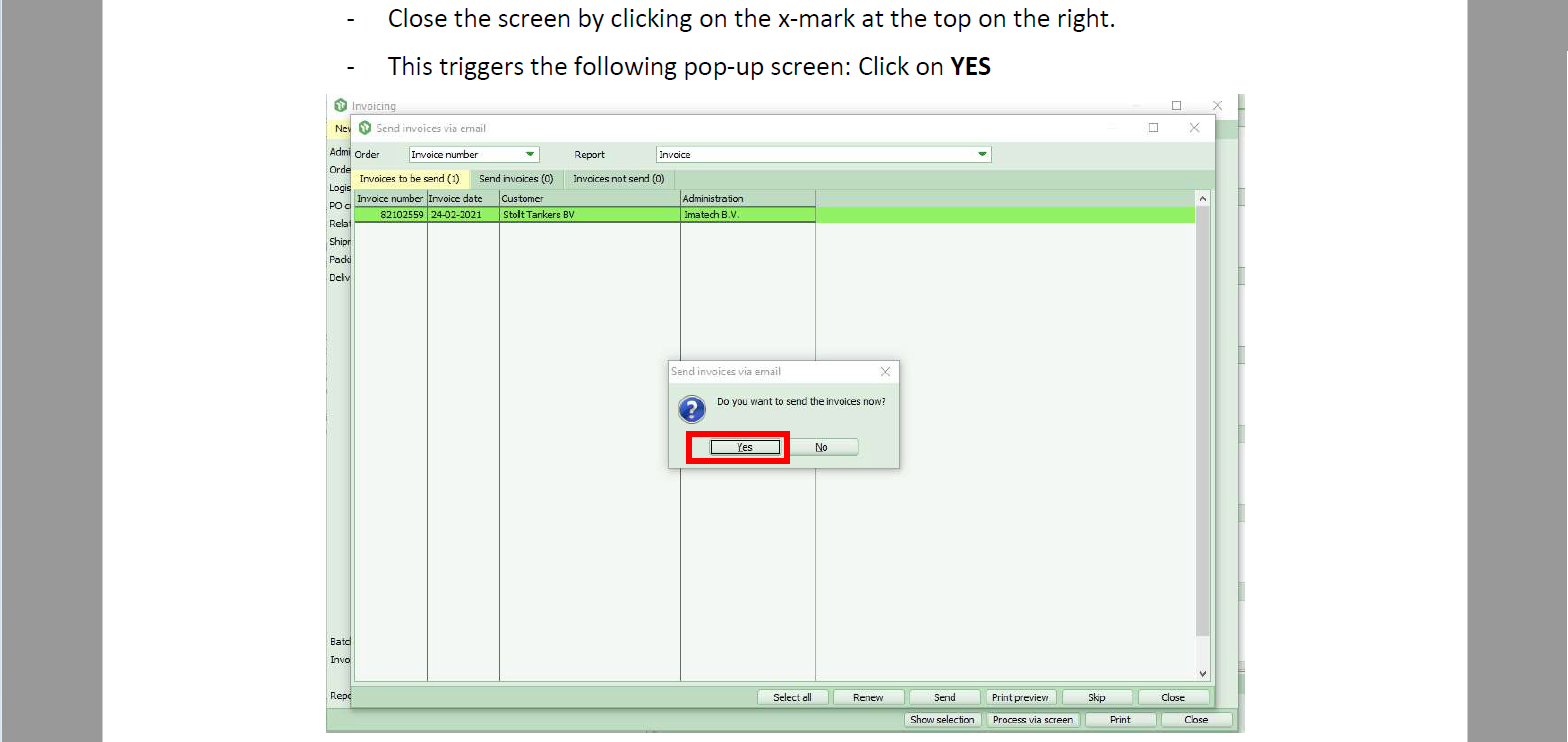 - Close the screen by clicking on the x-mark at the top on the right.
- This triggers the following pop-up screen: Click on YES
Invoicing
Send invoices via email
Order Invoice number Report Invoice
Invoices to be send (1) Send invoices (0) Invoices not send (0)
Invoice number Invoice date Customer Administration
82102559 24-02-2021 Stolt Tankers BV Imatech B.V.
New
Admi
Orde
Logis
PO c
Relat
Shipr
Packi
Deliv
Send invoices via email
Do you want to send the invoices now?
Yes No
Batc
Invo
Repo
Select all Renew Send Print preview Skip Close
Show selection Process via screen Print Close